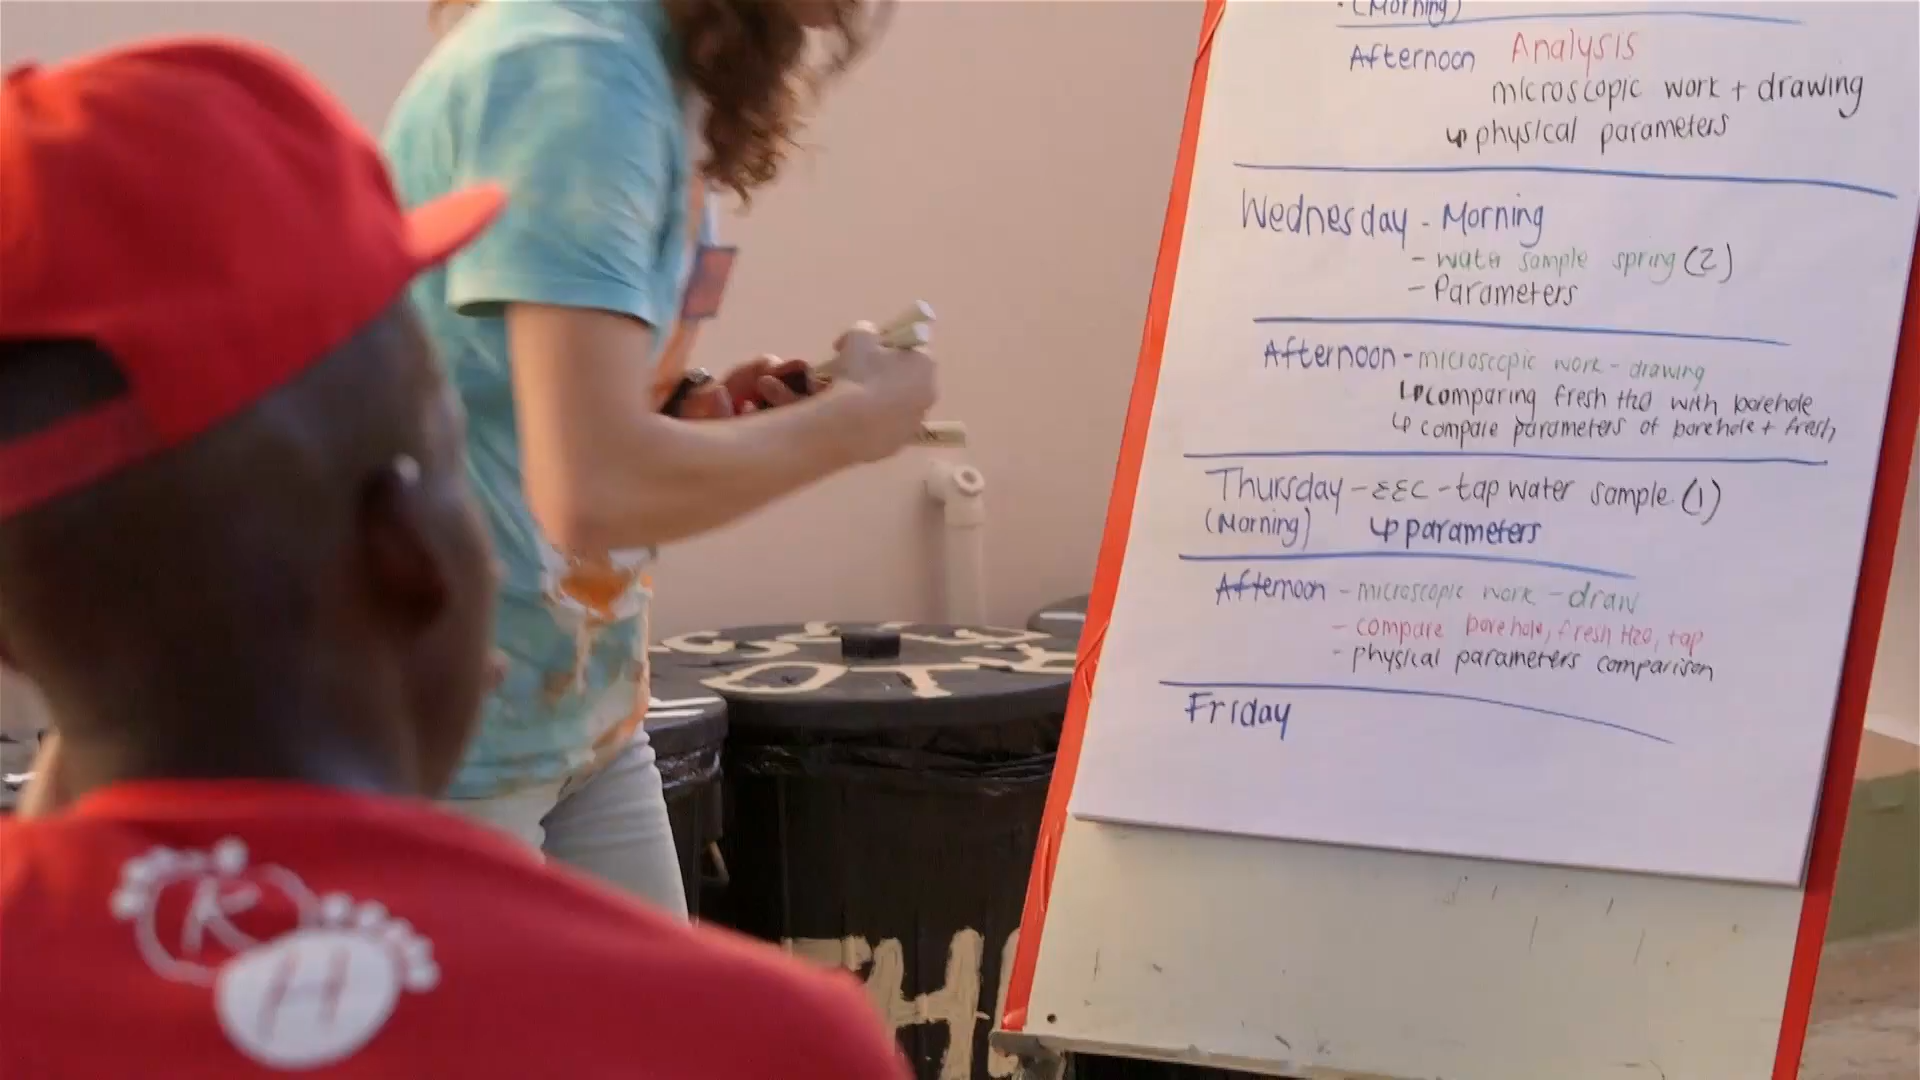 - (Morning)
Afternoon Analysis
microscopic work + drawing
↳ physical parameters
Wednesday - Morning
- water sample spring (2)
- Parameters
Afternoon - microscopic work - drawing
↳ comparing fresh H2O with borehole
↳ compare parameters of borehole + fresh
Thursday - EEC - tap water sample (1)
(Morning) ↳ parameters
Afternoon - microscopic work - draw
- compare borehole, fresh H2O, tap
- physical parameters comparison
Friday
K
H